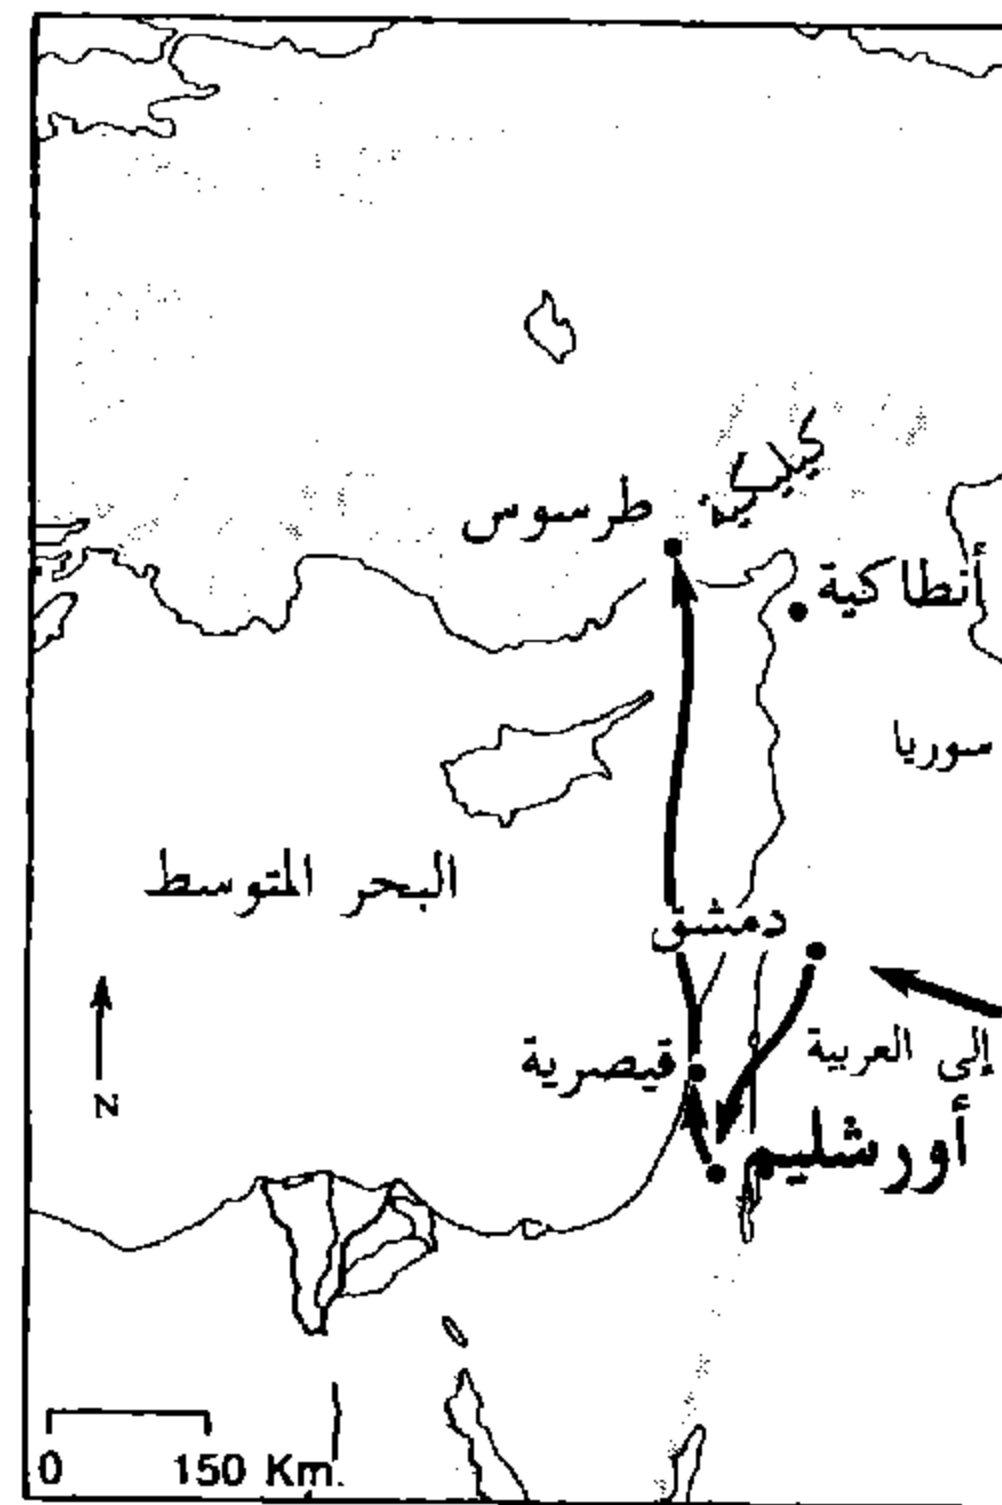 كيليكية
طرسوس
أنطاكية
سوريا
البحر المتوسط
دمشق
إلى العربية
قيصرية
أورشليم
N
0 150 Km.